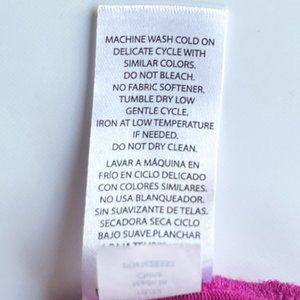 MACHINE WASH COLD ON
DELICATE CYCLE WITH
SIMILAR COLORS.
DO NOT BLEACH.
NO FABRIC SOFTENER.
TUMBLE DRY LOW
GENTLE CYCLE.
IRON AT LOW TEMPERATURE
IF NEEDED.
DO NOT DRY CLEAN.
LAVAR A MÁQUINA EN
FRÍO EN CICLO DELICADO
CON COLORES SIMILARES.
NO USA BLANQUEADOR.
SIN SUAVIZANTE DE TELAS.
SECADORA SECA CICLO
BAJO SUAVE.PLANCHAR
A BAJA